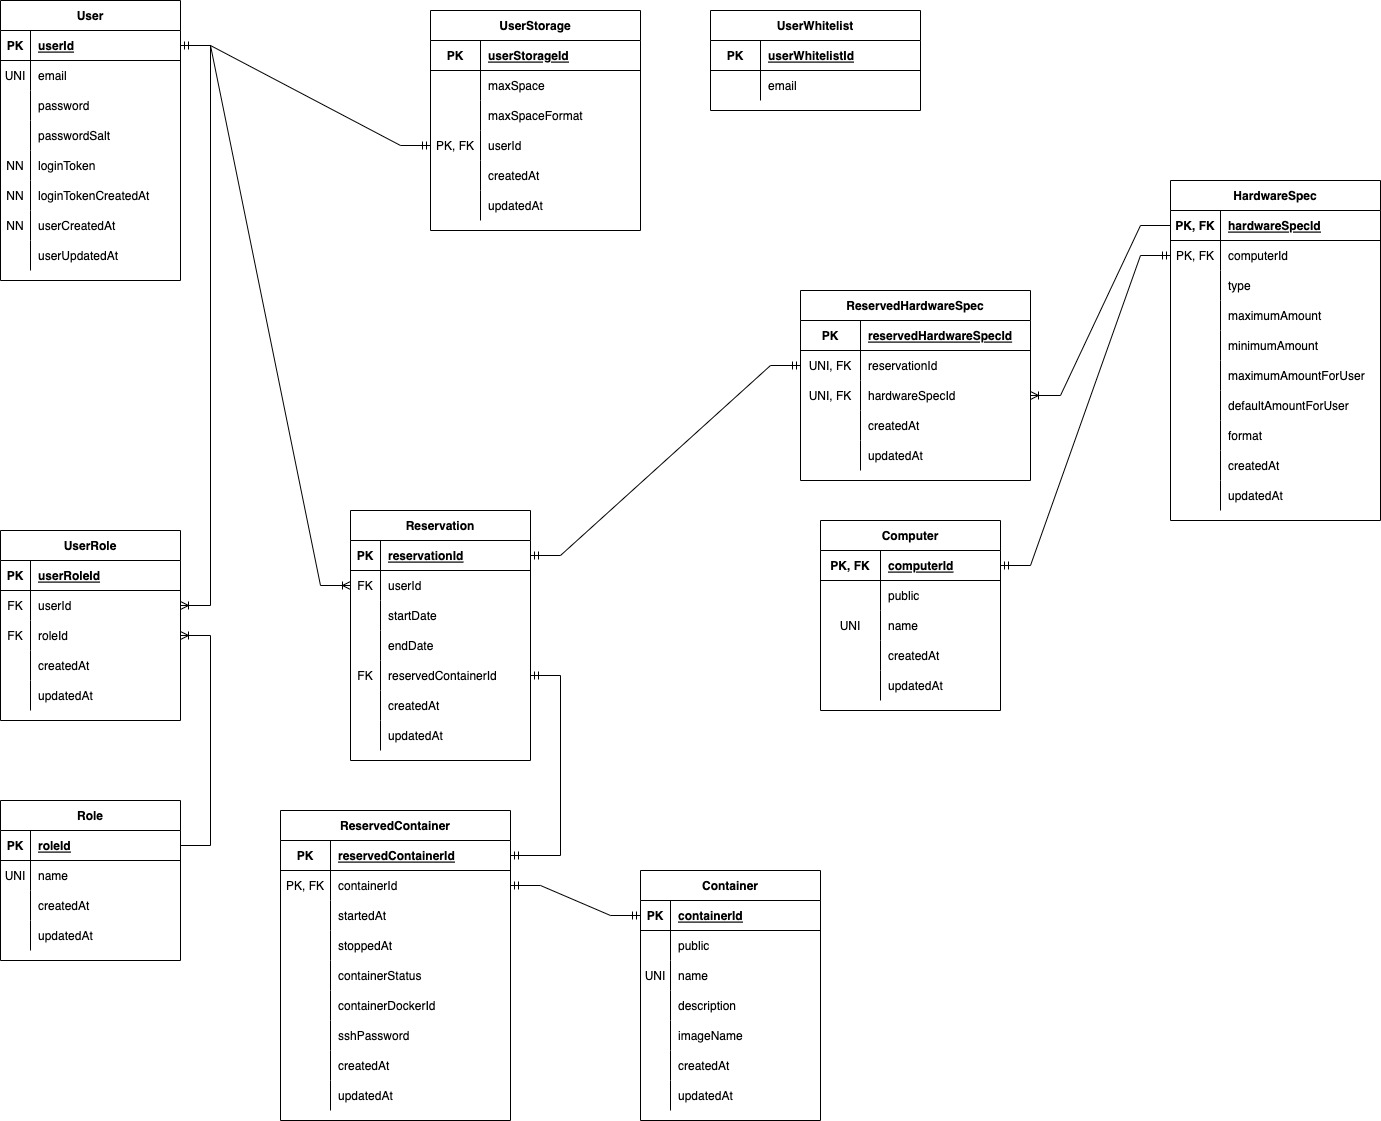 User
PK userId
UNI email
password
passwordSalt
NN loginToken
NN loginTokenCreatedAt
NN userCreatedAt
userUpdatedAt
UserStorage
PK userStorageId
maxSpace
maxSpaceFormat
PK, FK userId
createdAt
updatedAt
UserWhitelist
PK userWhitelistId
email
HardwareSpec
PK, FK hardwareSpecId
PK, FK computerId
type
maximumAmount
minimumAmount
maximumAmountForUser
defaultAmountForUser
format
createdAt
updatedAt
ReservedHardwareSpec
PK reservedHardwareSpecId
UNI, FK reservationId
UNI, FK hardwareSpecId
createdAt
updatedAt
Reservation
PK reservationId
FK userId
startDate
endDate
FK reservedContainerId
createdAt
updatedAt
Computer
PK, FK computerId
public
UNI name
createdAt
updatedAt
UserRole
PK userRoleId
FK userId
FK roleId
createdAt
updatedAt
Role
PK roleId
UNI name
createdAt
updatedAt
ReservedContainer
PK reservedContainerId
PK, FK containerId
startedAt
stoppedAt
containerStatus
containerDockerId
sshPassword
createdAt
updatedAt
Container
PK containerId
public
UNI name
description
imageName
createdAt
updatedAt